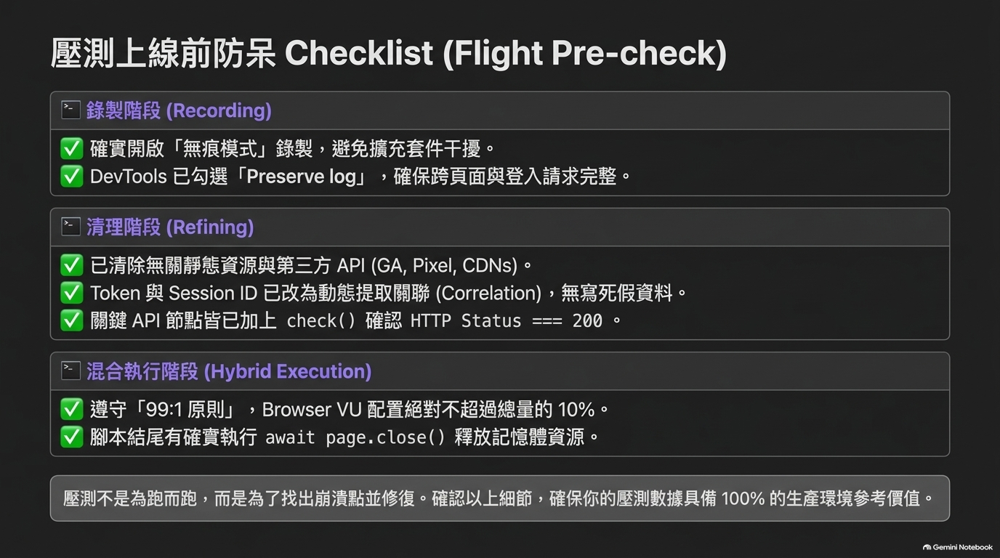 壓測上線前防呆 Checklist (Flight Pre-check)
錄製階段 (Recording)
確實開啟「無痕模式」錄製，避免擴充套件干擾。
DevTools 已勾選「Preserve log」，確保跨頁面與登入請求完整。
清理階段 (Refining)
已清除無關靜態資源與第三方 API (GA, Pixel, CDNs)。
Token 與 Session ID 已改為動態提取關聯 (Correlation)，無寫死假資料。
關鍵 API 節點皆已加上 check() 確認 HTTP Status === 200 。
混合執行階段 (Hybrid Execution)
遵守「99:1 原則」，Browser VU 配置絕對不超過總量的 10%。
腳本結尾有確實執行 await page.close() 釋放記憶體資源。
壓測不是為跑而跑，而是為了找出崩潰點並修復。確認以上細節，確保你的壓測數據具備 100% 的生產環境參考價值。
Gemini Notebook